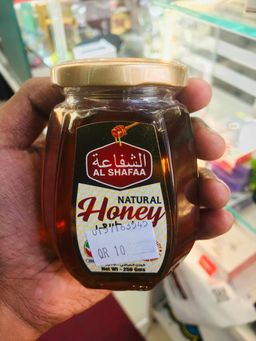 الشفاعة
AL SHAFAA
NATURAL
Honey
QR 10
Net Wt - 250 Gms